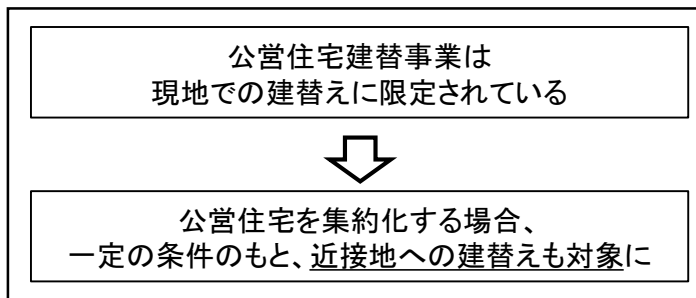 公営住宅建替事業は
現地での建替えに限定されている
公営住宅を集約化する場合、
一定の条件のもと、近接地への建替えも対象に